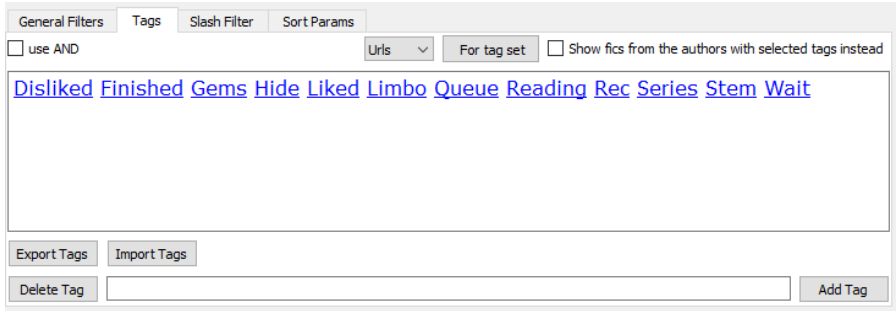 General Filters Tags Slash Filter Sort Params
use AND Urls For tag set Show fics from the authors with selected tags instead
Disliked Finished Gems Hide Liked Limbo Queue Reading Rec Series Stem Wait
Export Tags Import Tags
Delete Tag Add Tag